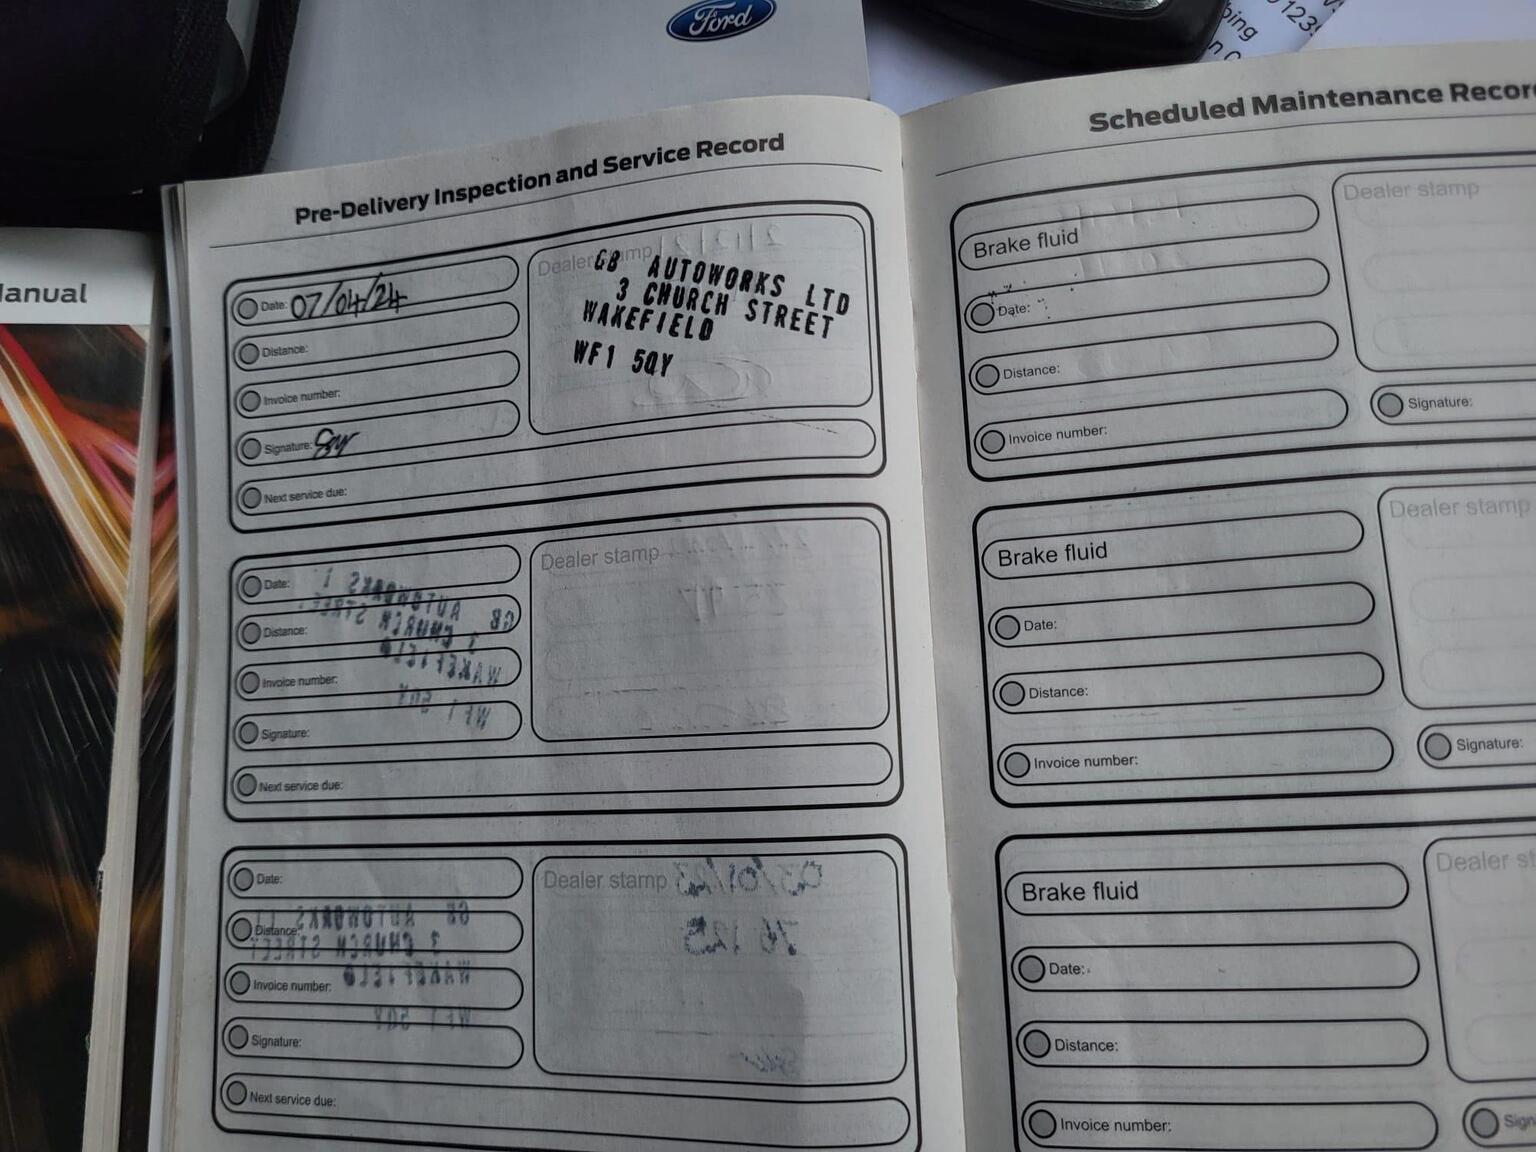 Ford
anual
Pre-Delivery Inspection and Service Record
Date: 07/04/24
Distance:
Invoice number:
Signature:
Next service due:
Dealer stamp
GB AUTOWORKS LTD
3 CHURCH STREET
WAKEFIELD
WF1 5QY
Date:
Distance:
Invoice number:
Signature:
Next service due:
Dealer stamp
Date:
Distance:
Invoice number:
Signature:
Next service due:
Dealer stamp
Scheduled Maintenance Recor
Brake fluid
Date:
Distance:
Invoice number:
Dealer stamp
Signature:
Brake fluid
Date:
Distance:
Invoice number:
Dealer stamp
Signature:
Brake fluid
Date:
Distance:
Invoice number:
Dealer st
Sign